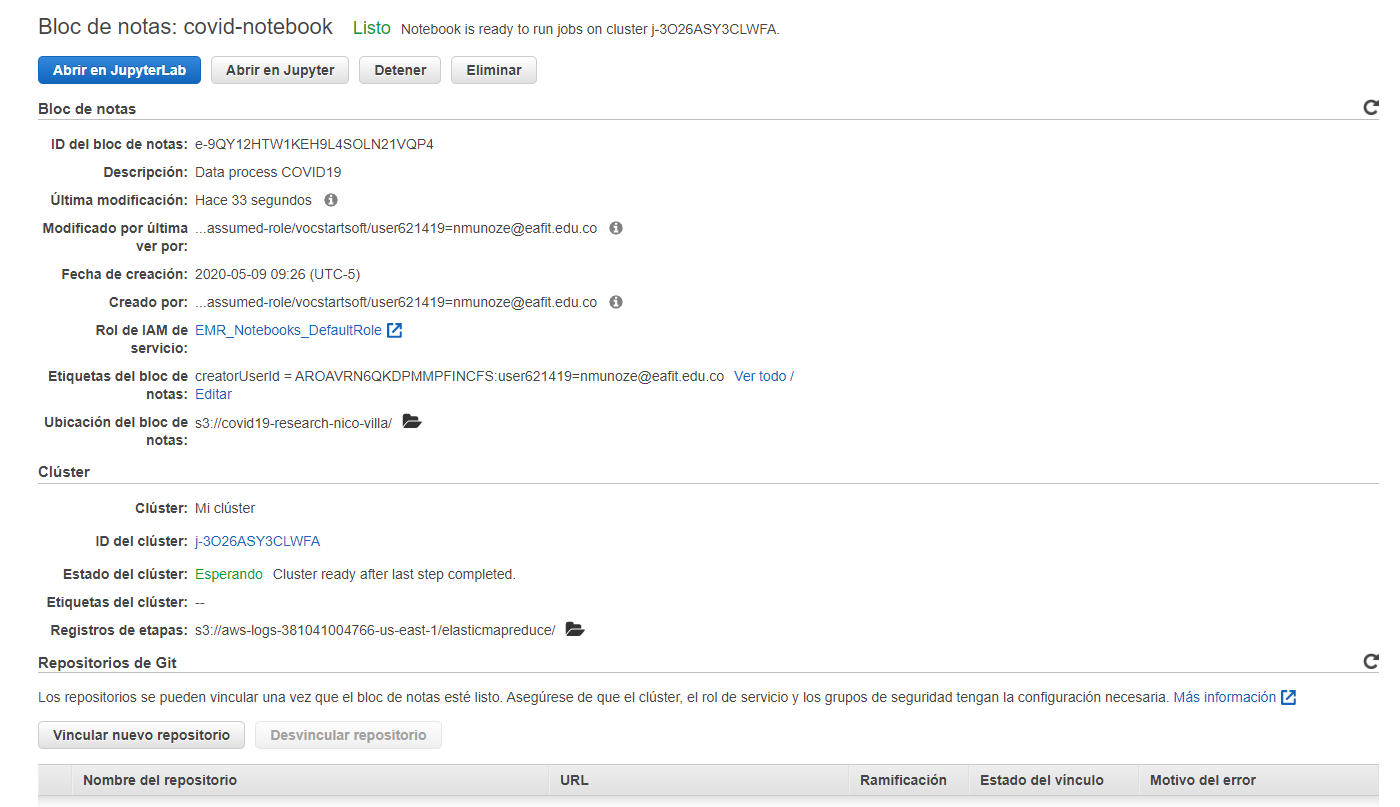 Bloc de notas: covid-notebook Listo Notebook is ready to run jobs on cluster j-3O26ASY3CLWFA.
Abrir en JupyterLab Abrir en Jupyter Detener Eliminar
Bloc de notas
ID del bloc de notas: e-9QY12HTW1KEH9L4SOLN21VQP4
Descripción: Data process COVID19
Última modificación: Hace 33 segundos
Modificado por última ...assumed-role/vocstartsoft/user621419=nmunoze@eafit.edu.co
ver por:
Fecha de creación: 2020-05-09 09:26 (UTC-5)
Creado por: ...assumed-role/vocstartsoft/user621419=nmunoze@eafit.edu.co
Rol de IAM de EMR_Notebooks_DefaultRole
servicio:
Etiquetas del bloc de creatorUserId = AROAVRN6QKDPMMPFINCFS:user621419=nmunoze@eafit.edu.co Ver todo /
notas: Editar
Ubicación del bloc de s3://covid19-research-nico-villa/
notas:
Clúster
Clúster: Mi clúster
ID del clúster: j-3O26ASY3CLWFA
Estado del clúster: Esperando Cluster ready after last step completed.
Etiquetas del clúster: --
Registros de etapas: s3://aws-logs-381041004766-us-east-1/elasticmapreduce/
Repositorios de Git
Los repositorios se pueden vincular una vez que el bloc de notas esté listo. Asegúrese de que el clúster, el rol de servicio y los grupos de seguridad tengan la configuración necesaria. Más información
Vincular nuevo repositorio Desvincular repositorio
Nombre del repositorio URL Ramificación Estado del vínculo Motivo del error